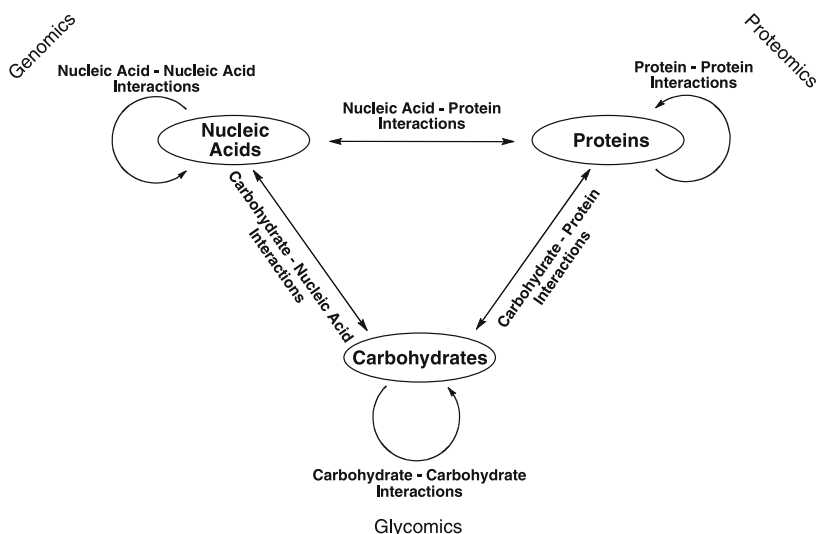 Genomics
Proteomics
Nucleic Acid - Nucleic Acid
Interactions
Protein - Protein
Interactions
Nucleic Acid - Protein
Interactions
Nucleic
Acids
Proteins
Carbohydrate - Nucleic Acid
Interactions
Carbohydrate - Protein
Interactions
Carbohydrates
Carbohydrate - Carbohydrate
Interactions
Glycomics